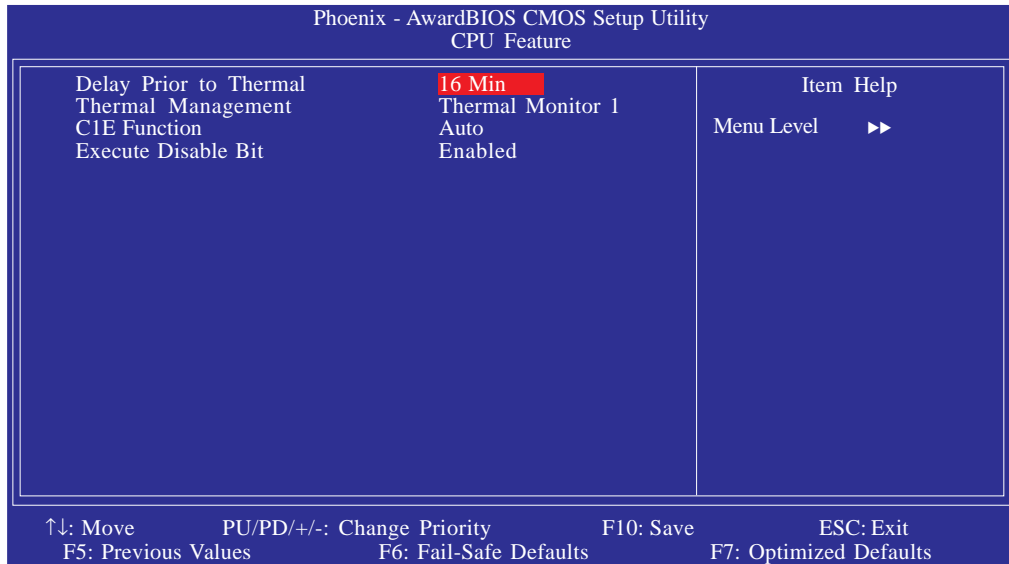 Phoenix - AwardBIOS CMOS Setup Utility
CPU Feature
Delay Prior to Thermal 16 Min
Thermal Management Thermal Monitor 1
C1E Function Auto
Execute Disable Bit Enabled
Item Help
Menu Level ▶▶
↑↓: Move PU/PD/+/-: Change Priority F10: Save ESC: Exit
F5: Previous Values F6: Fail-Safe Defaults F7: Optimized Defaults